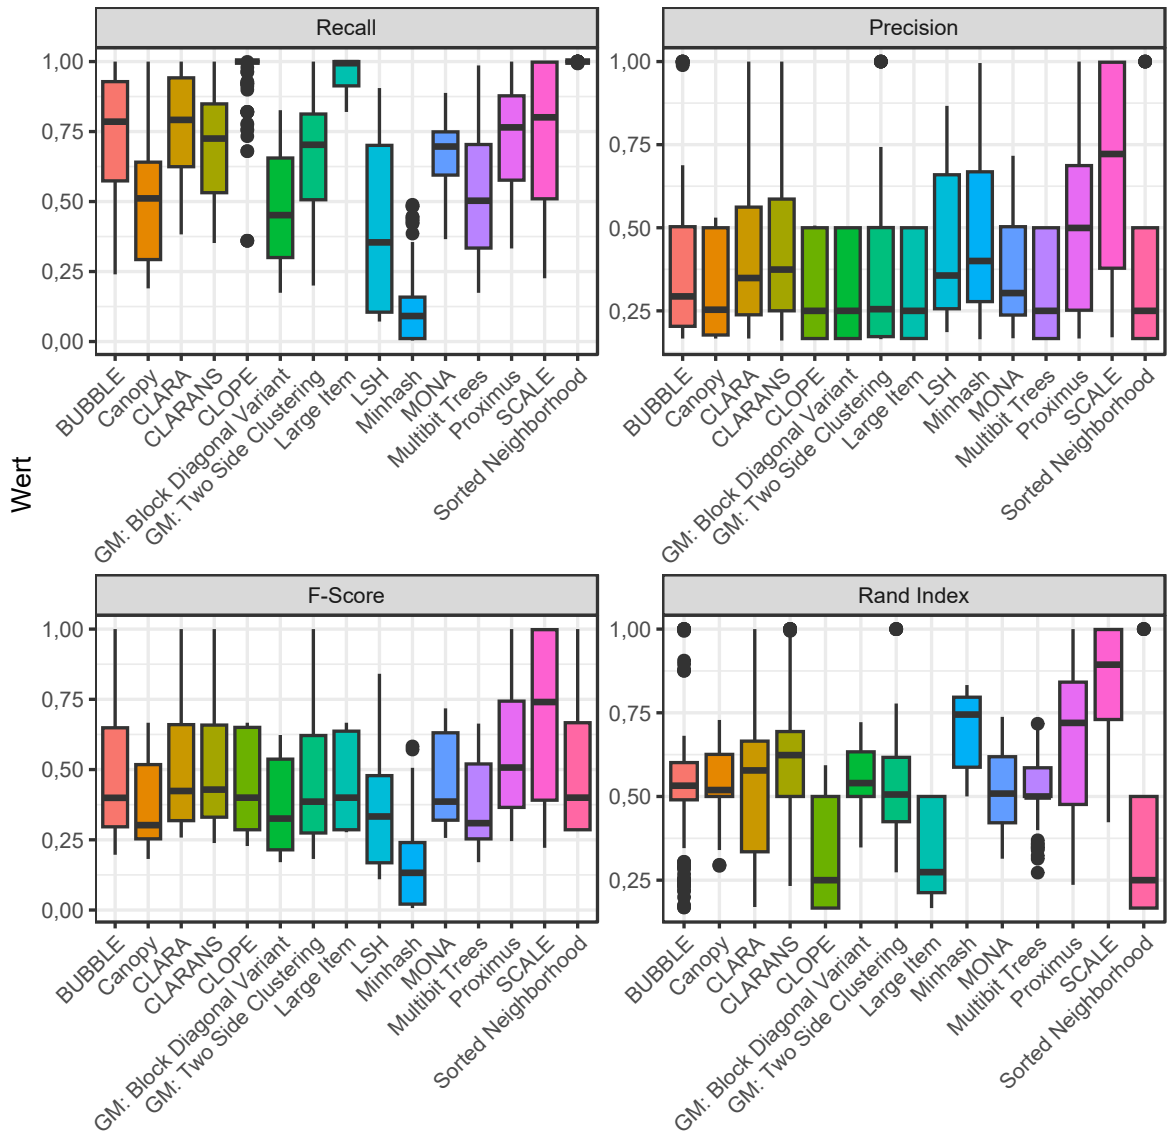 Recall
1,00
0,75
0,50
0,25
0,00
BUBBLE
Canopy
CLARA
CLARANS
CLOPE
GM: Block Diagonal Variant
GM: Two Side Clustering
Large Item
LSH
Minhash
MONA
Multibit Trees
Proximus
SCALE
Sorted Neighborhood
Precision
1,00
0,75
0,50
0,25
BUBBLE
Canopy
CLARA
CLARANS
CLOPE
GM: Block Diagonal Variant
GM: Two Side Clustering
Large Item
LSH
Minhash
MONA
Multibit Trees
Proximus
SCALE
Sorted Neighborhood
Wert
F-Score
1,00
0,75
0,50
0,25
0,00
BUBBLE
Canopy
CLARA
CLARANS
CLOPE
GM: Block Diagonal Variant
GM: Two Side Clustering
Large Item
LSH
Minhash
MONA
Multibit Trees
Proximus
SCALE
Sorted Neighborhood
Rand Index
1,00
0,75
0,50
0,25
BUBBLE
Canopy
CLARA
CLARANS
CLOPE
GM: Block Diagonal Variant
GM: Two Side Clustering
Large Item
Minhash
MONA
Multibit Trees
Proximus
SCALE
Sorted Neighborhood